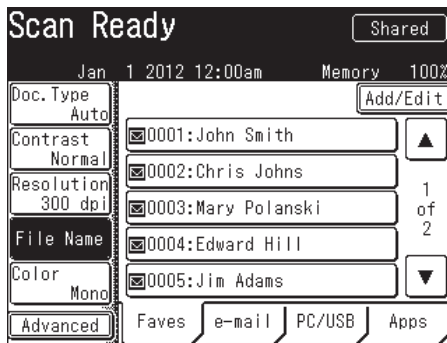 Scan Ready
Shared
Jan 1 2012 12:00am Memory 100%
Doc.Type
Auto
Add/Edit
Contrast
Normal
Resolution
300 dpi
File Name
Color
Mono
Advanced
0001:John Smith
0002:Chris Johns
0003:Mary Polanski
0004:Edward Hill
0005:Jim Adams
1
of
2
Faves e-mail PC/USB Apps